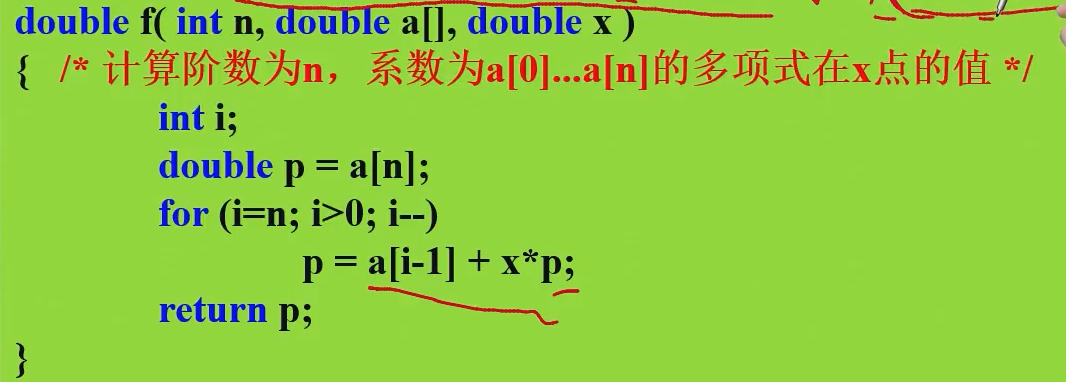 double f( int n, double a[], double x )
{ /* 计算阶数为n，系数为a[0]...a[n]的多项式在x点的值 */
int i;
double p = a[n];
for (i=n; i>0; i--)
p = a[i-1] + x*p;
return p;
}